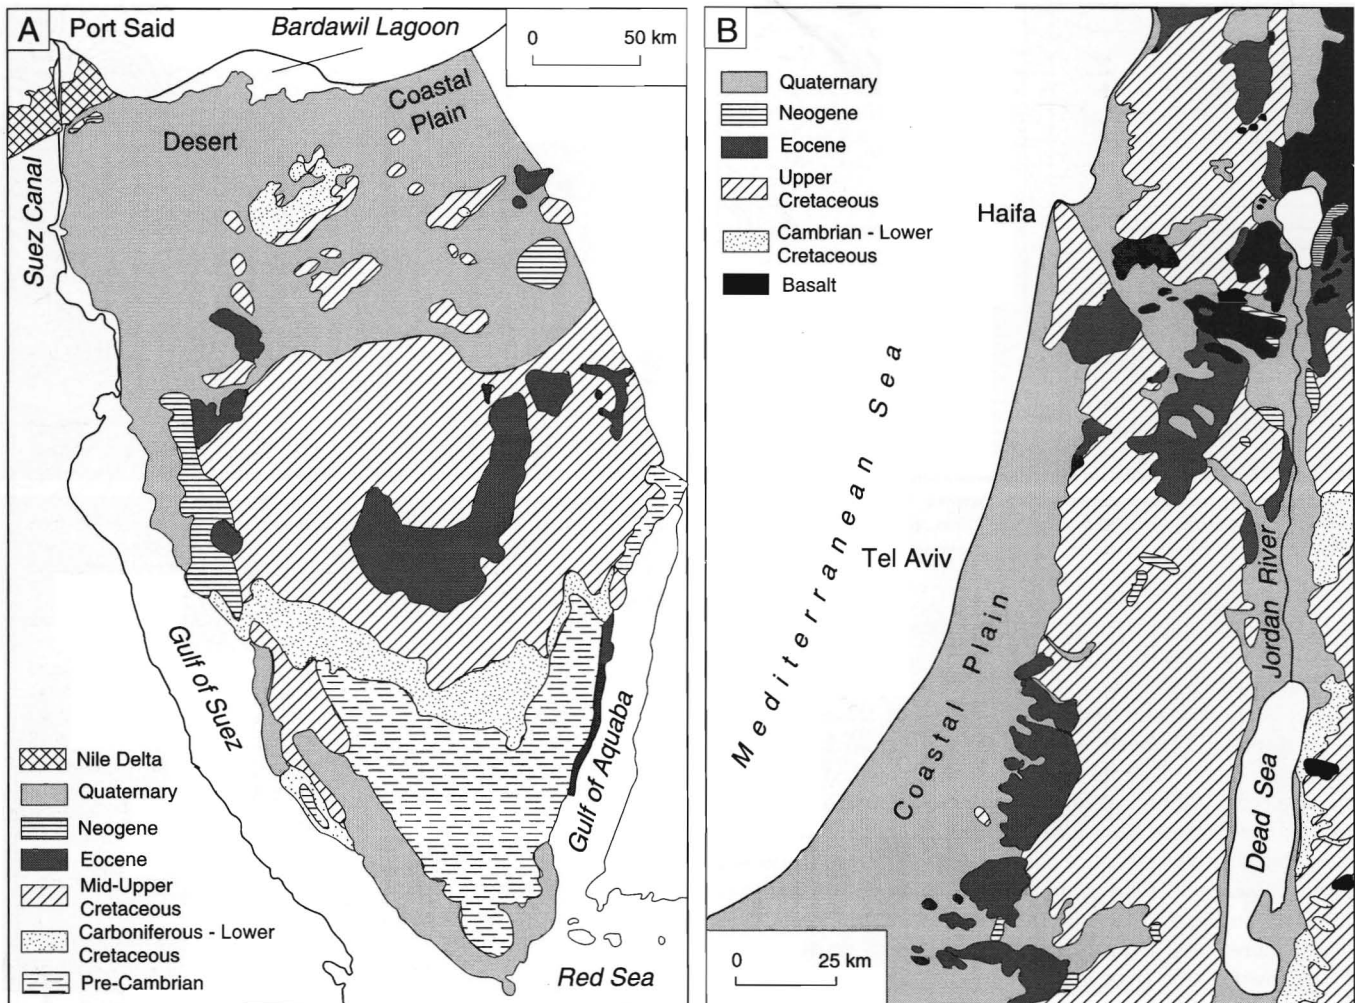 A
Port Said
Bardawil Lagoon
0 50 km
Coastal
Plain
Desert
Suez Canal
Gulf of Suez
Gulf of Aquaba
Red Sea
Nile Delta
Quaternary
Neogene
Eocene
Mid-Upper
Cretaceous
Carboniferous - Lower
Cretaceous
Pre-Cambrian
B
Quaternary
Neogene
Eocene
Upper
Cretaceous
Cambrian - Lower
Cretaceous
Basalt
Haifa
Mediterranean Sea
Tel Aviv
Coastal Plain
Jordan River
Dead Sea
0 25 km